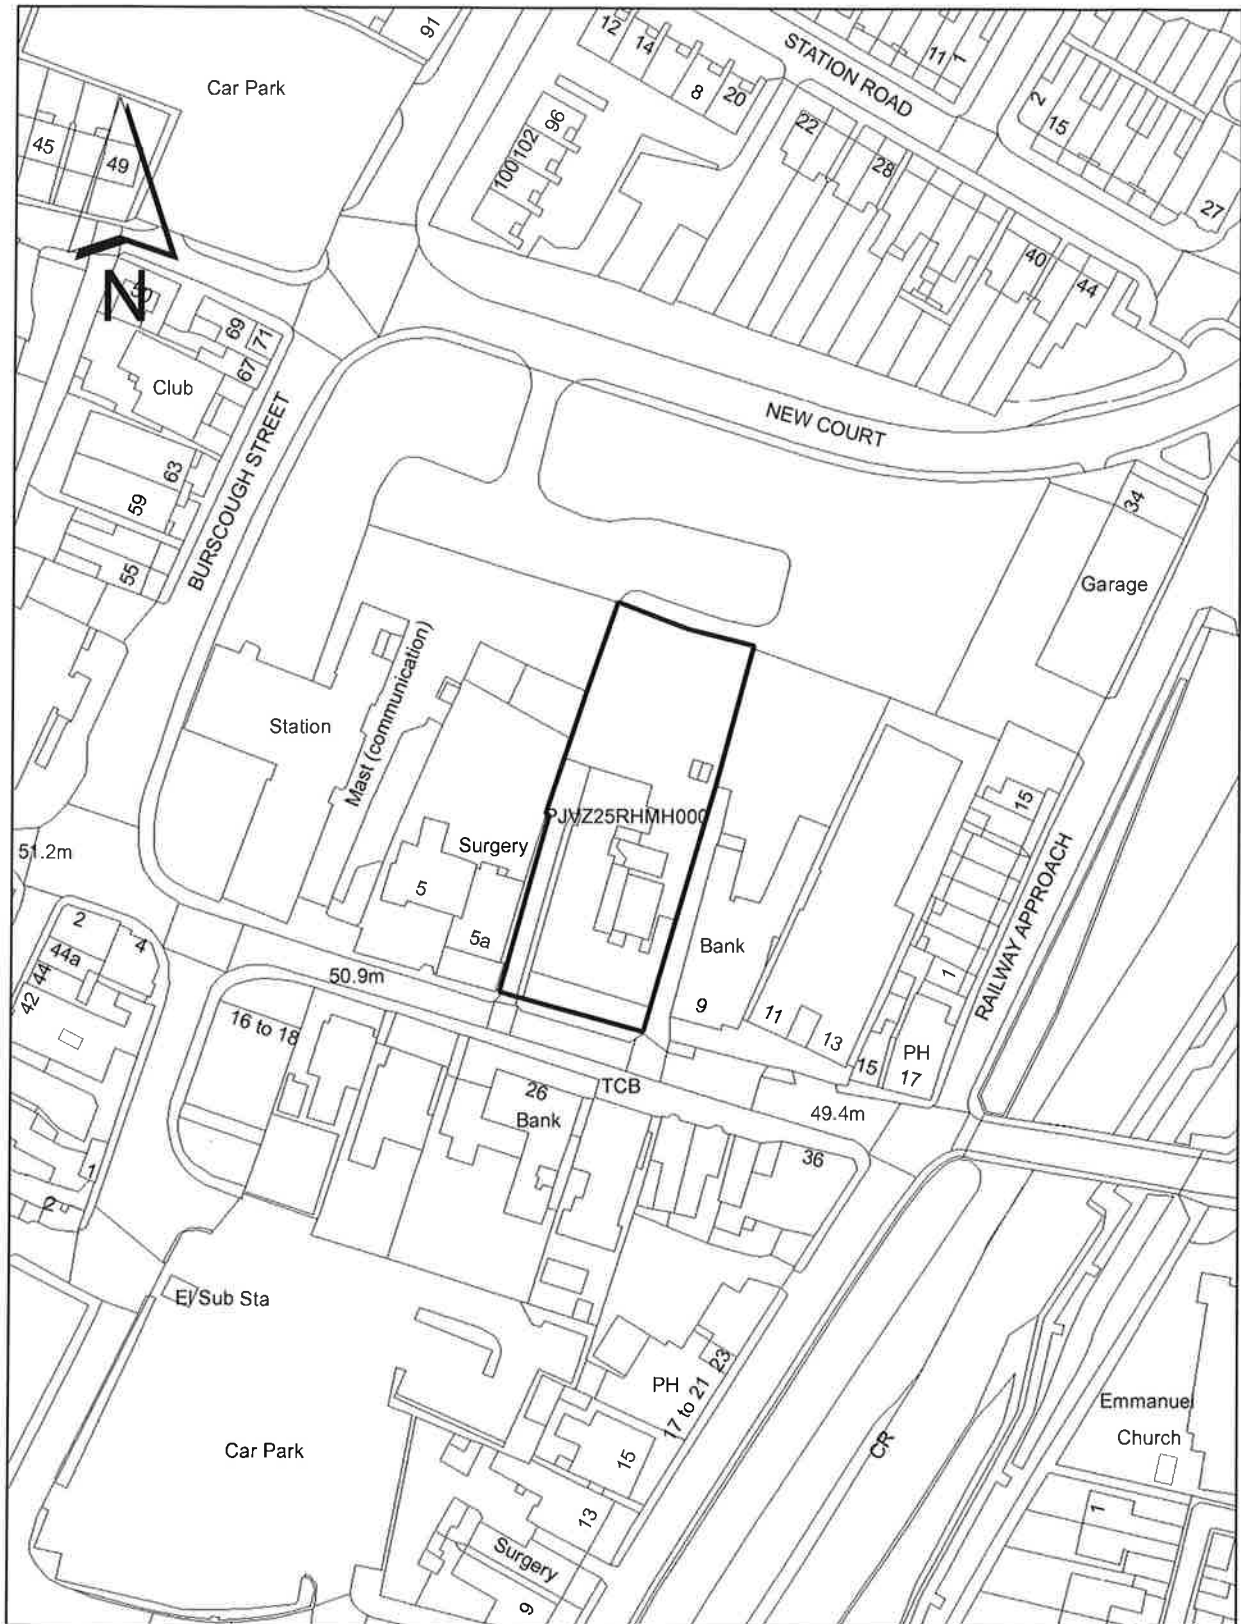 91
12
14
8
20
STATION ROAD
11
1
2
15
27
Car Park
45
49
96
102
100
22
28
40
44
N
50
69
71
67
Club
63
59
55
BURSCOUGH STREET
NEW COURT
34
Garage
Station
Mast (communication)
Surgery
5
5a
PJVZ25RHMH000
Bank
9
11
13
15
PH
17
1
15
RAILWAY APPROACH
51.2m
2
4
44a
44
42
50.9m
16 to 18
26
Bank
TCB
49.4m
36
1
2
El Sub Sta
Car Park
PH
17 to 21
23
15
13
Surgery
9
CR
Emmanuel
Church
1